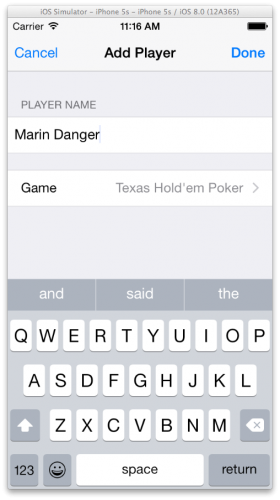 iOS Simulator – iPhone 5s – iPhone 5s / iOS 8.0 (12A365)
Carrier 11:16 AM
Cancel Add Player Done
PLAYER NAME
Marin Danger
Game Texas Hold'em Poker
and said the
Q W E R T Y U I O P
A S D F G H J K L
Z X C V B N M
123 space return